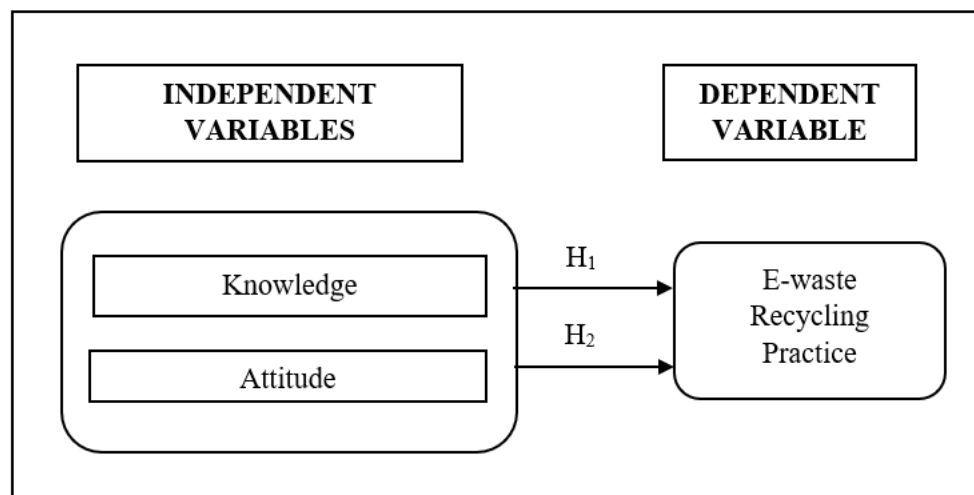 INDEPENDENT
VARIABLES
DEPENDENT
VARIABLE
Knowledge
Attitude
H₁
H₂
E-waste
Recycling
Practice